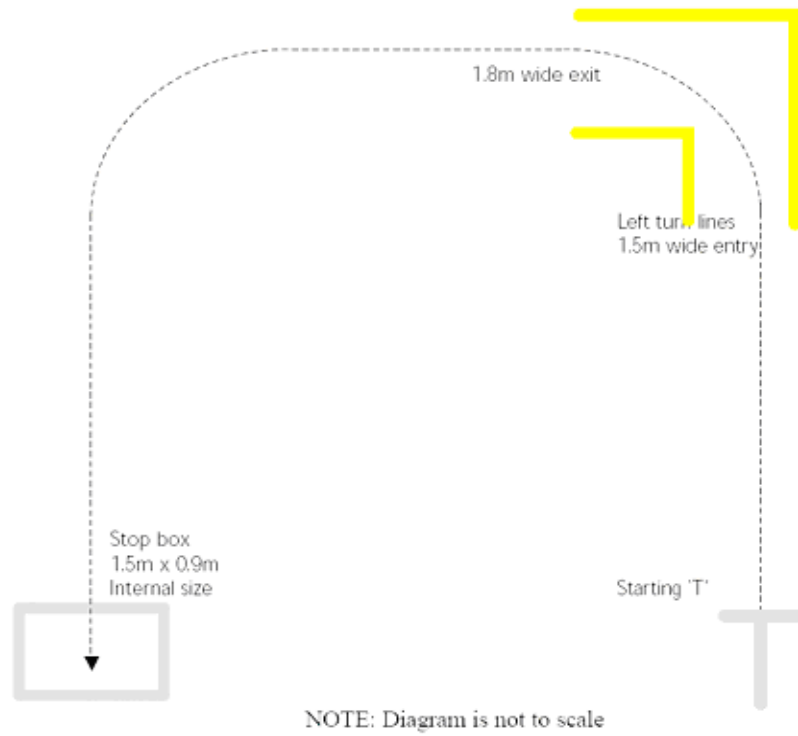 1.8m wide exit
Left turn lines
1.5m wide entry
Stop box
1.5m x 0.9m
Internal size
Starting 'T'
NOTE: Diagram is not to scale